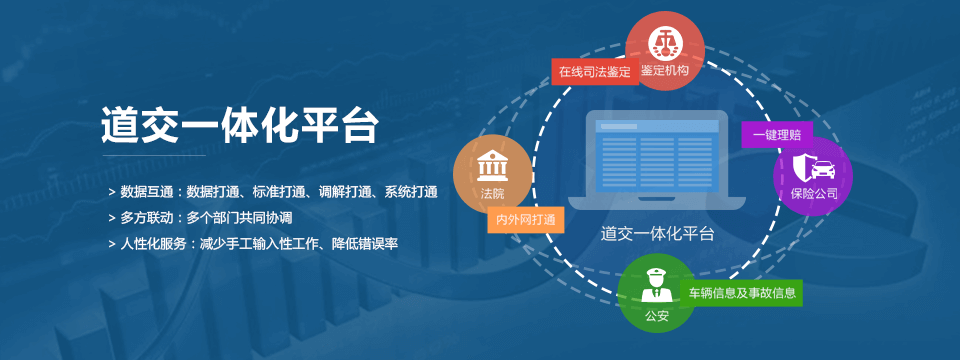 道交一体化平台
> 数据互通：数据打通、标准打通、调解打通、系统打通
> 多方联动：多个部门共同协调
> 人性化服务：减少手工输入性工作、降低错误率
鉴定机构
在线司法鉴定
一键理赔
保险公司
法院
内外网打通
道交一体化平台
车辆信息及事故信息
公安